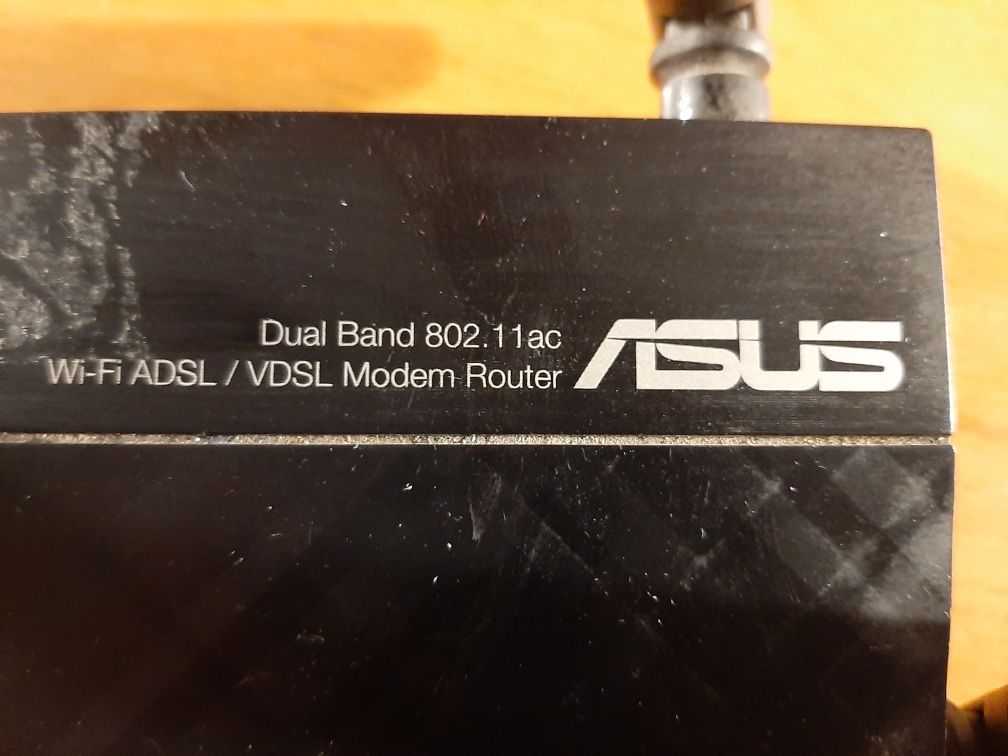 Dual Band 802.11ac
Wi-Fi ADSL / VDSL Modem Router
ASUS